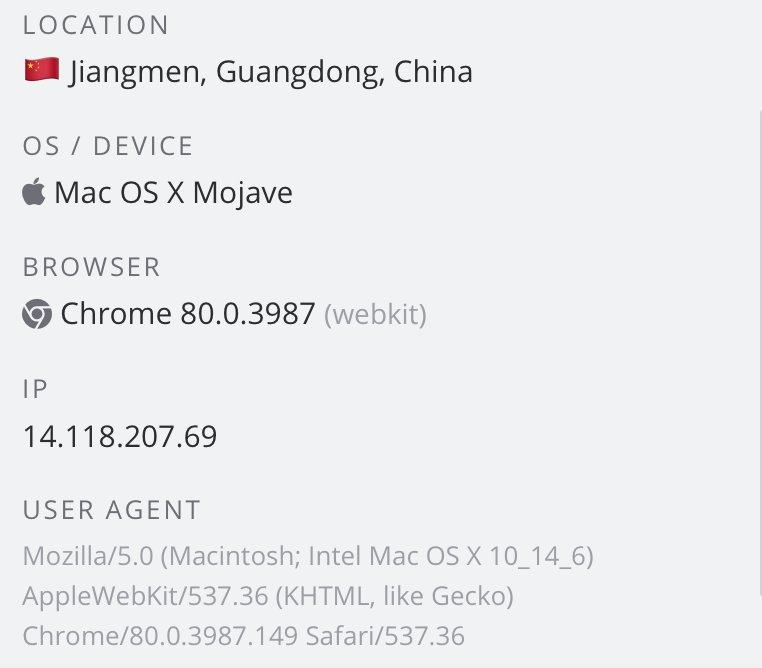 LOCATION
Jiangmen, Guangdong, China
OS / DEVICE
Mac OS X Mojave
BROWSER
Chrome 80.0.3987 (webkit)
IP
14.118.207.69
USER AGENT
Mozilla/5.0 (Macintosh; Intel Mac OS X 10_14_6)
AppleWebKit/537.36 (KHTML, like Gecko)
Chrome/80.0.3987.149 Safari/537.36